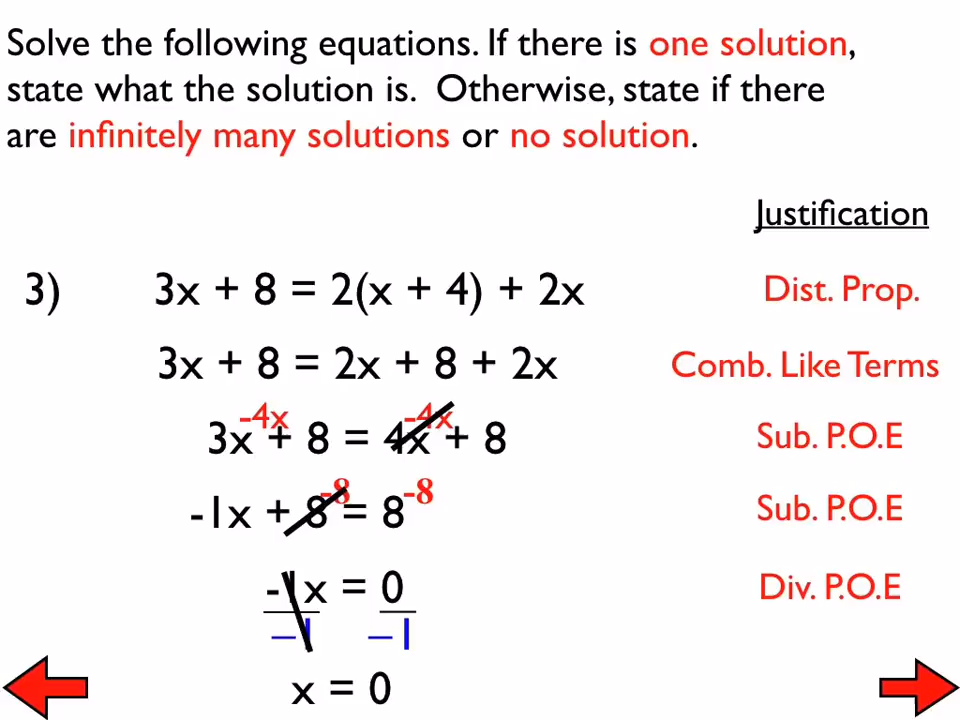 Solve the following equations. If there is one solution,
state what the solution is. Otherwise, state if there
are infinitely many solutions or no solution.
Justification
3) 3x + 8 = 2(x + 4) + 2x Dist. Prop.
3x + 8 = 2x + 8 + 2x Comb. Like Terms
-4x -4x
3x + 8 = 4x + 8 Sub. P.O.E
-8 -8
-1x + 8 = 8 Sub. P.O.E
-1x = 0 Div. P.O.E
–1 –1
x = 0